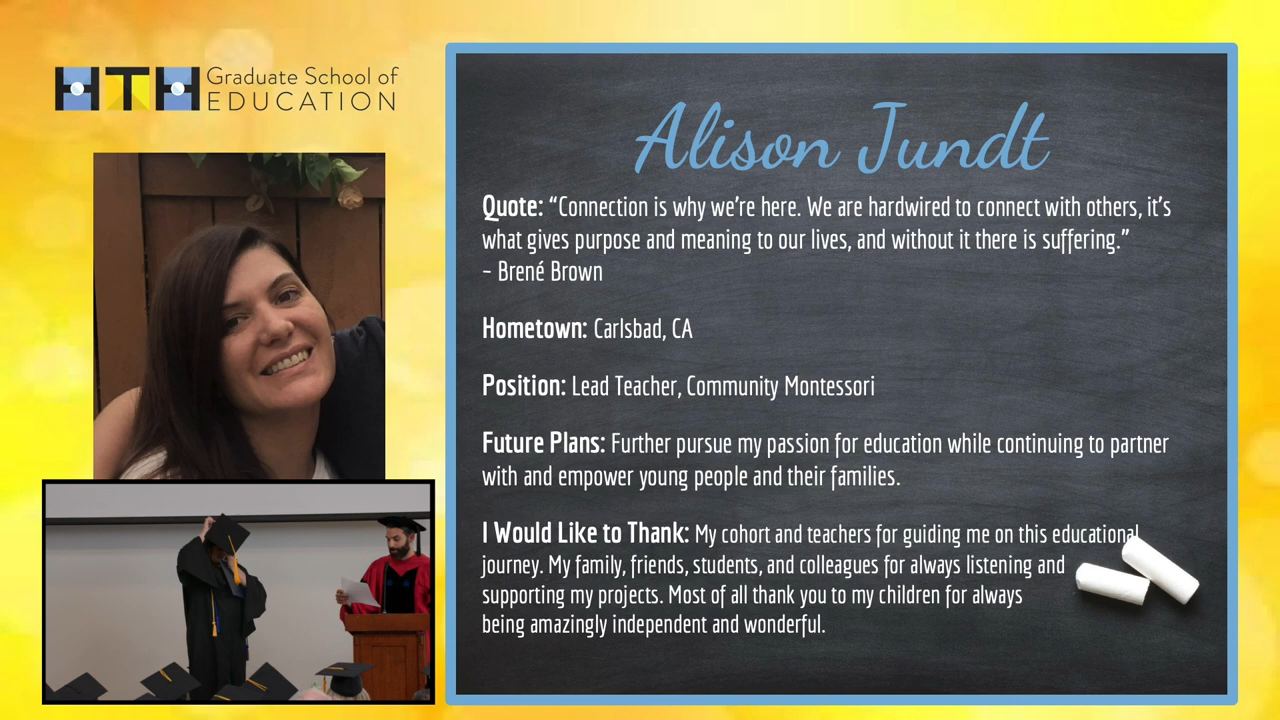 HTH Graduate School of
EDUCATION
Alison Jundt
Quote: “Connection is why we’re here. We are hardwired to connect with others, it’s
what gives purpose and meaning to our lives, and without it there is suffering.”
– Brené Brown
Hometown: Carlsbad, CA
Position: Lead Teacher, Community Montessori
Future Plans: Further pursue my passion for education while continuing to partner
with and empower young people and their families.
I Would Like to Thank: My cohort and teachers for guiding me on this educational
journey. My family, friends, students, and colleagues for always listening and
supporting my projects. Most of all thank you to my children for always
being amazingly independent and wonderful.